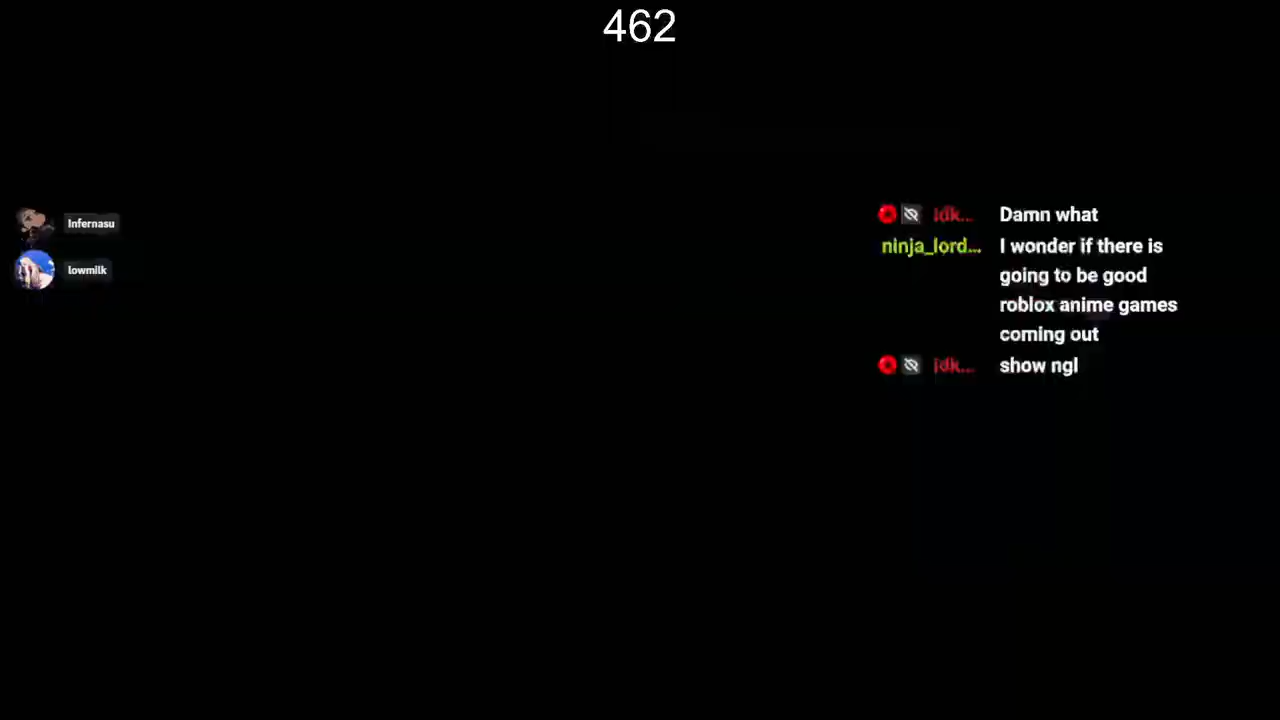 462
Infernasu
lowmilk
idk... Damn what
ninja_lord... I wonder if there is
going to be good
roblox anime games
coming out
idk... show ngl